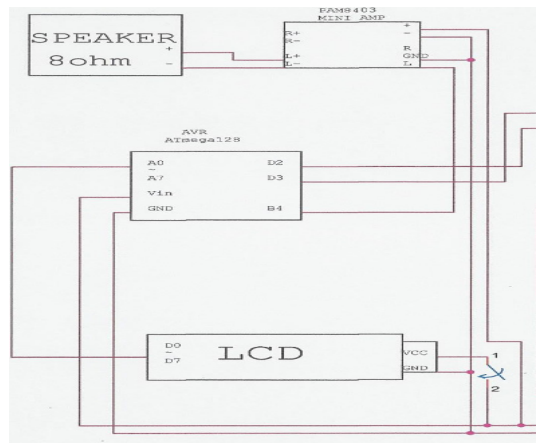 PAM8403
MINI AMP
SPEAKER
8ohm
+
-
R+
R-
L+
L-
+
-
R
GND
L
AVR
ATmega128
A0
~
A7
Vin
GND
D2
D3
B4
D0
~
D7
LCD
VCC
GND
1
2